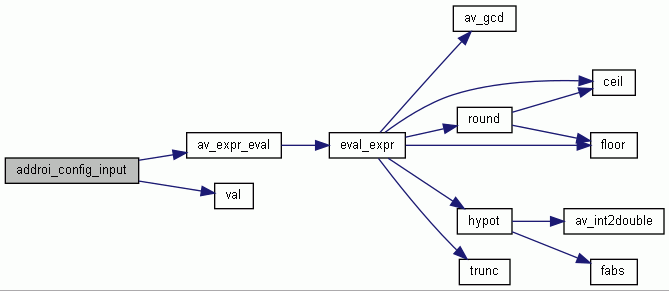 av_gcd
ceil
round
av_expr_eval
eval_expr
floor
addroi_config_input
val
hypot
av_int2double
trunc
fabs